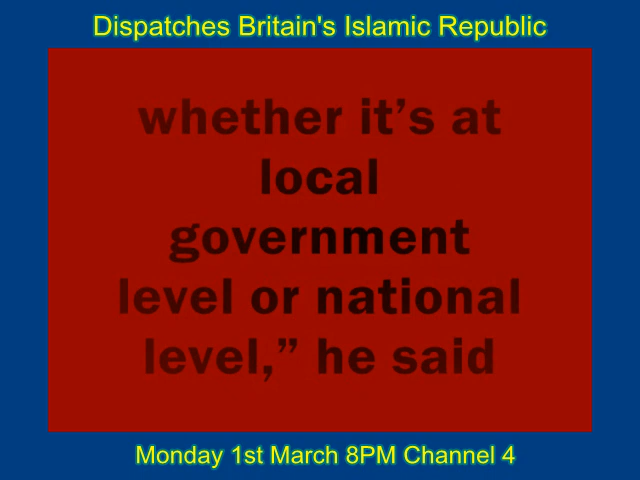 Dispatches Britain's Islamic Republic
whether it’s at
local
government
level or national
level,” he said
Monday 1st March 8PM Channel 4